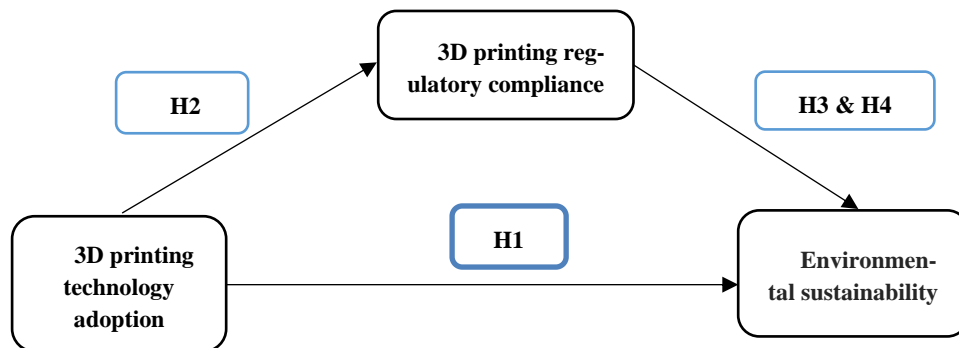 3D printing reg-
ulatory compliance
H2
H3 & H4
H1
3D printing
technology
adoption
Environmen-
tal sustainability